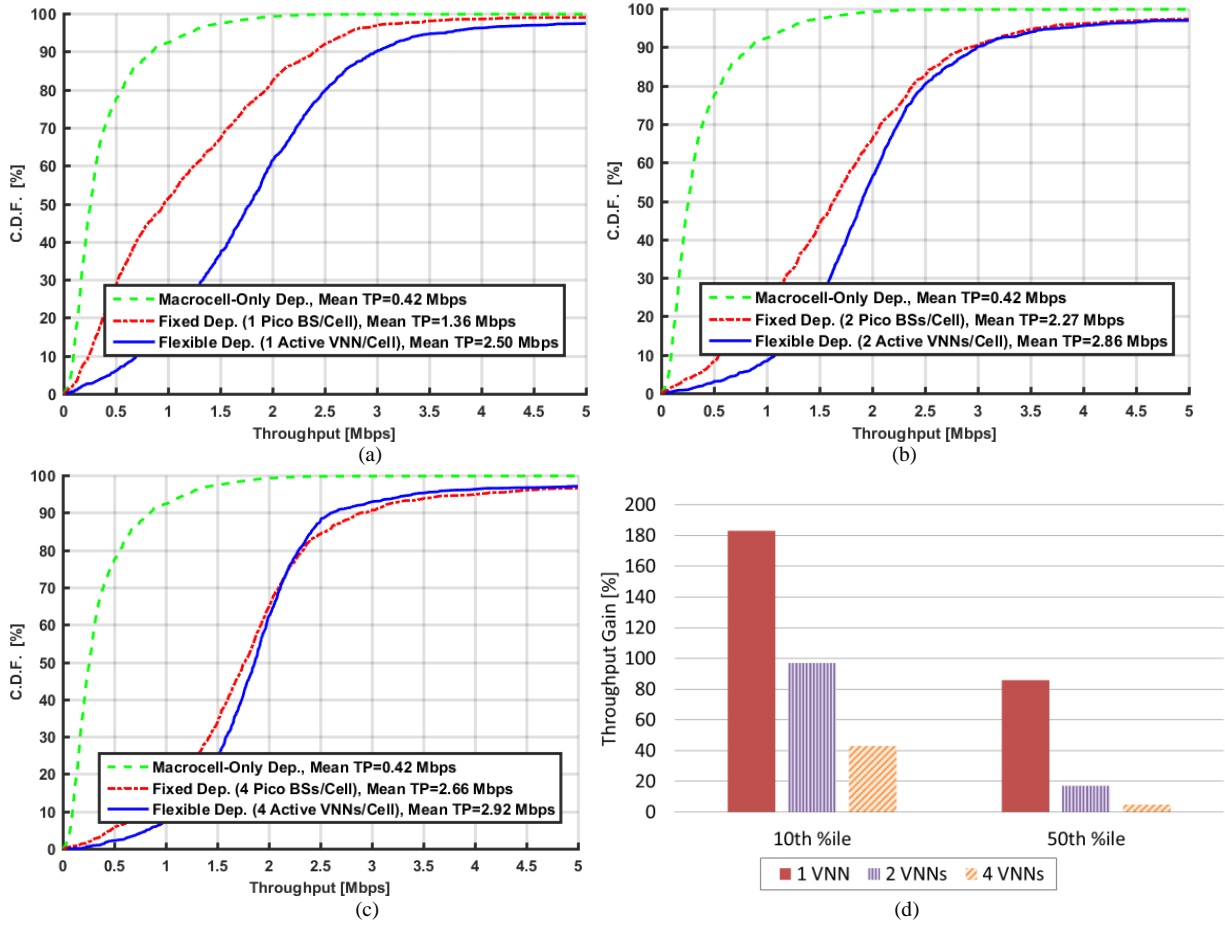 100
90
80
70
60
50
40
30
20
10
0
C.D.F. [%]
Macrocell-Only Dep., Mean TP=0.42 Mbps
Fixed Dep. (1 Pico BS/Cell), Mean TP=1.36 Mbps
Flexible Dep. (1 Active VNN/Cell), Mean TP=2.50 Mbps
0 0.5 1 1.5 2 2.5 3 3.5 4 4.5 5
Throughput [Mbps]
(a)
100
90
80
70
60
50
40
30
20
10
0
C.D.F. [%]
Macrocell-Only Dep., Mean TP=0.42 Mbps
Fixed Dep. (2 Pico BSs/Cell), Mean TP=2.27 Mbps
Flexible Dep. (2 Active VNNs/Cell), Mean TP=2.86 Mbps
0 0.5 1 1.5 2 2.5 3 3.5 4 4.5 5
Throughput [Mbps]
(b)
100
90
80
70
60
50
40
30
20
10
0
C.D.F. [%]
Macrocell-Only Dep., Mean TP=0.42 Mbps
Fixed Dep. (4 Pico BSs/Cell), Mean TP=2.66 Mbps
Flexible Dep. (4 Active VNNs/Cell), Mean TP=2.92 Mbps
0 0.5 1 1.5 2 2.5 3 3.5 4 4.5 5
Throughput [Mbps]
(c)
200
180
160
140
120
100
80
60
40
20
0
Throughput Gain [%]
10th %ile 50th %ile
1 VNN 2 VNNs 4 VNNs
(d)